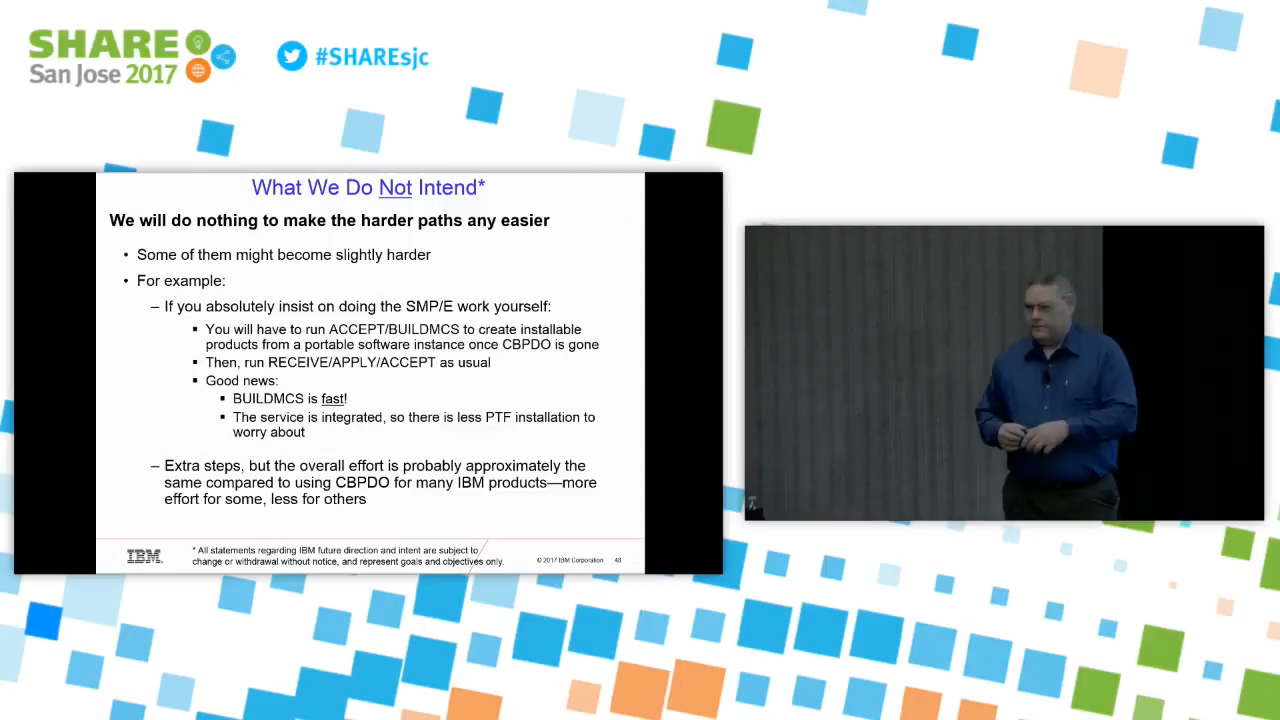 SHARE
San Jose 2017
#SHAREsjc
What We Do Not Intend*
We will do nothing to make the harder paths any easier
• Some of them might become slightly harder
• For example:
– If you absolutely insist on doing the SMP/E work yourself:
▪ You will have to run ACCEPT/BUILDMCS to create installable
products from a portable software instance once CBPDO is gone
▪ Then, run RECEIVE/APPLY/ACCEPT as usual
▪ Good news:
▪ BUILDMCS is fast!
▪ The service is integrated, so there is less PTF installation to
worry about
– Extra steps, but the overall effort is probably approximately the
same compared to using CBPDO for many IBM products—more
effort for some, less for others
IBM
* All statements regarding IBM future direction and intent are subject to
change or withdrawal without notice, and represent goals and objectives only.
© 2017 IBM Corporation 48